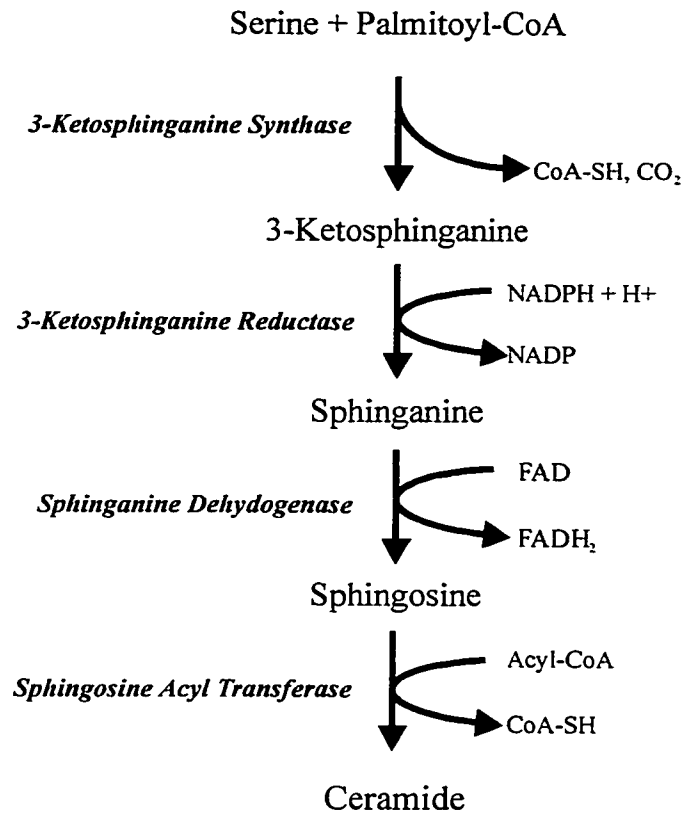 Serine + Palmitoyl-CoA
3-Ketosphinganine Synthase
CoA-SH, CO₂
3-Ketosphinganine
NADPH + H+
3-Ketosphinganine Reductase
NADP
Sphinganine
FAD
Sphinganine Dehydogenase
FADH₂
Sphingosine
Acyl-CoA
Sphingosine Acyl Transferase
CoA-SH
Ceramide